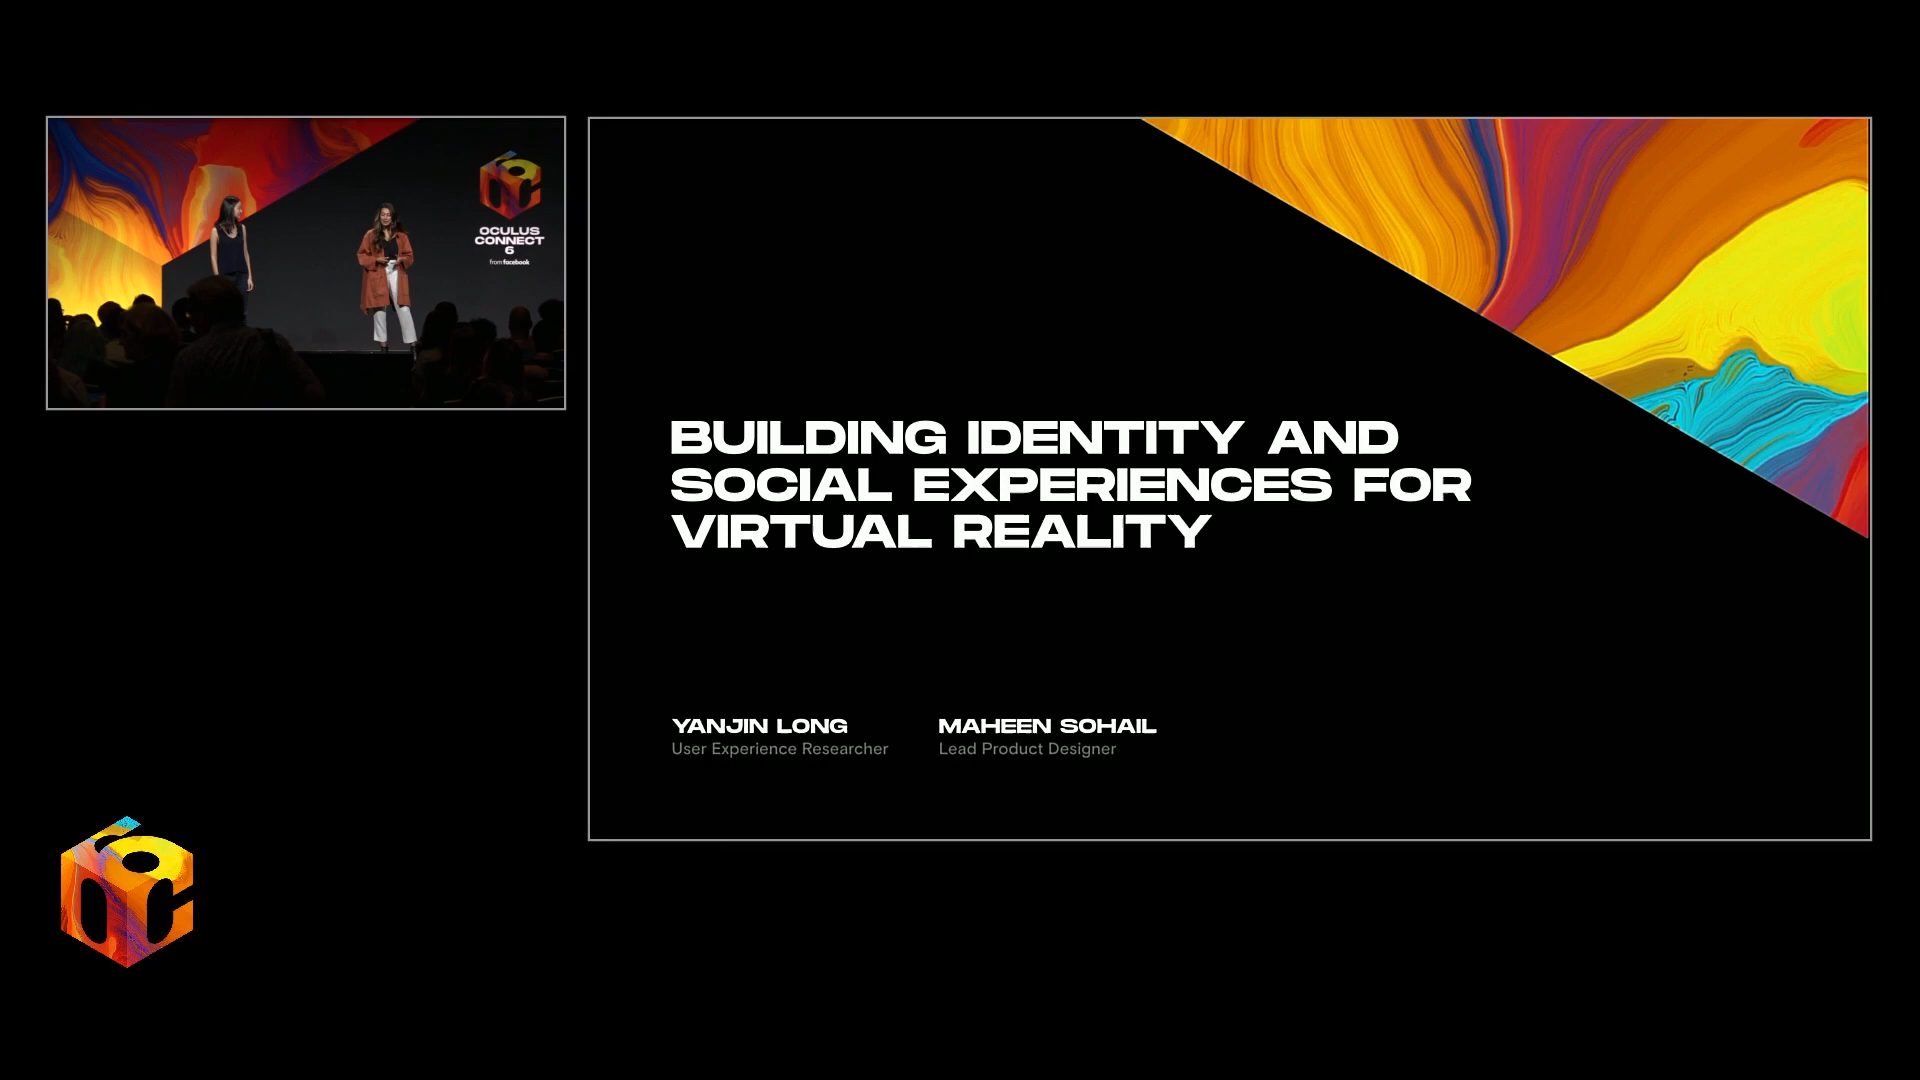 OCULUS
CONNECT
6
from facebook
BUILDING IDENTITY AND
SOCIAL EXPERIENCES FOR
VIRTUAL REALITY
YANJIN LONG
User Experience Researcher
MAHEEN SOHAIL
Lead Product Designer